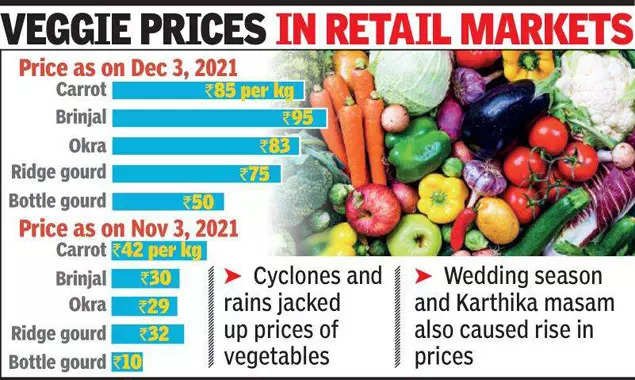 VEGGIE PRICES IN RETAIL MARKETS
Price as on Dec 3, 2021
Carrot ₹85 per kg
Brinjal ₹95
Okra ₹83
Ridge gourd ₹75
Bottle gourd ₹50
Price as on Nov 3, 2021
Carrot ₹42 per kg
Brinjal ₹30
Okra ₹29
Ridge gourd ₹32
Bottle gourd ₹10
➤ Cyclones and
rains jacked
up prices of
vegetables
➤ Wedding season
and Karthika masam
also caused rise in
prices